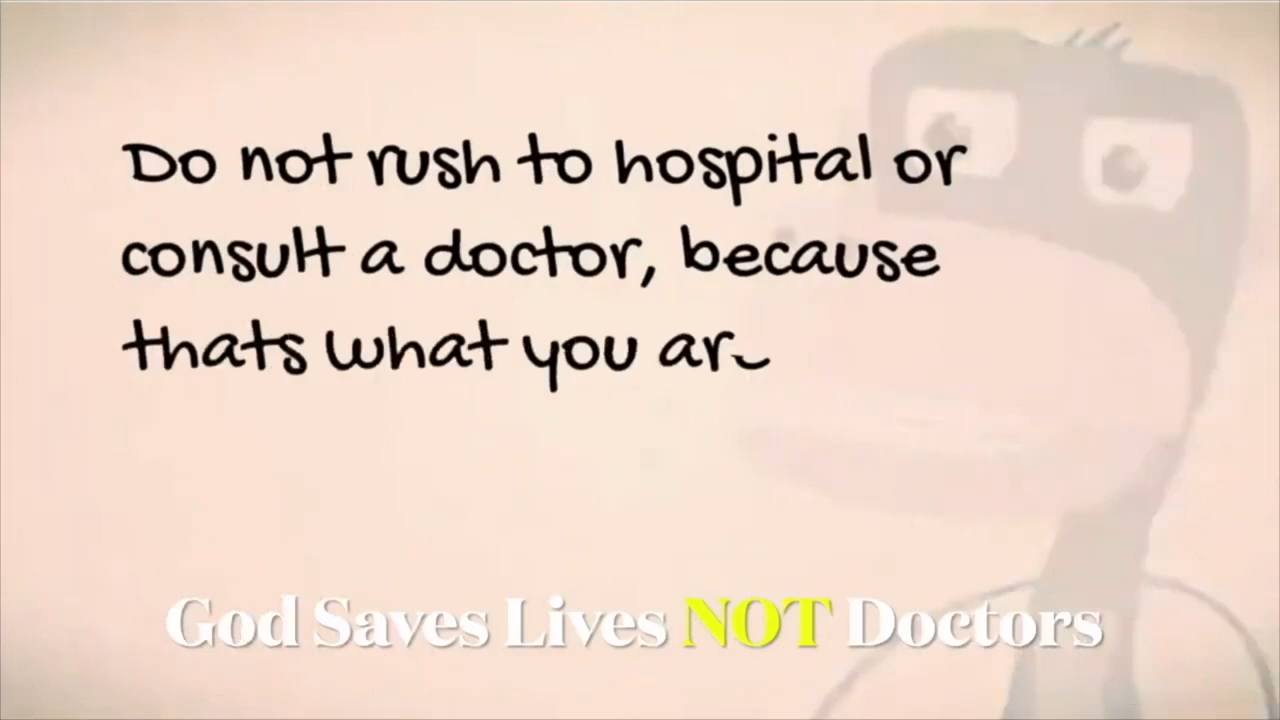 Do not rush to hospital or
consult a doctor, because
thats what you ar
God Saves Lives NOT Doctors